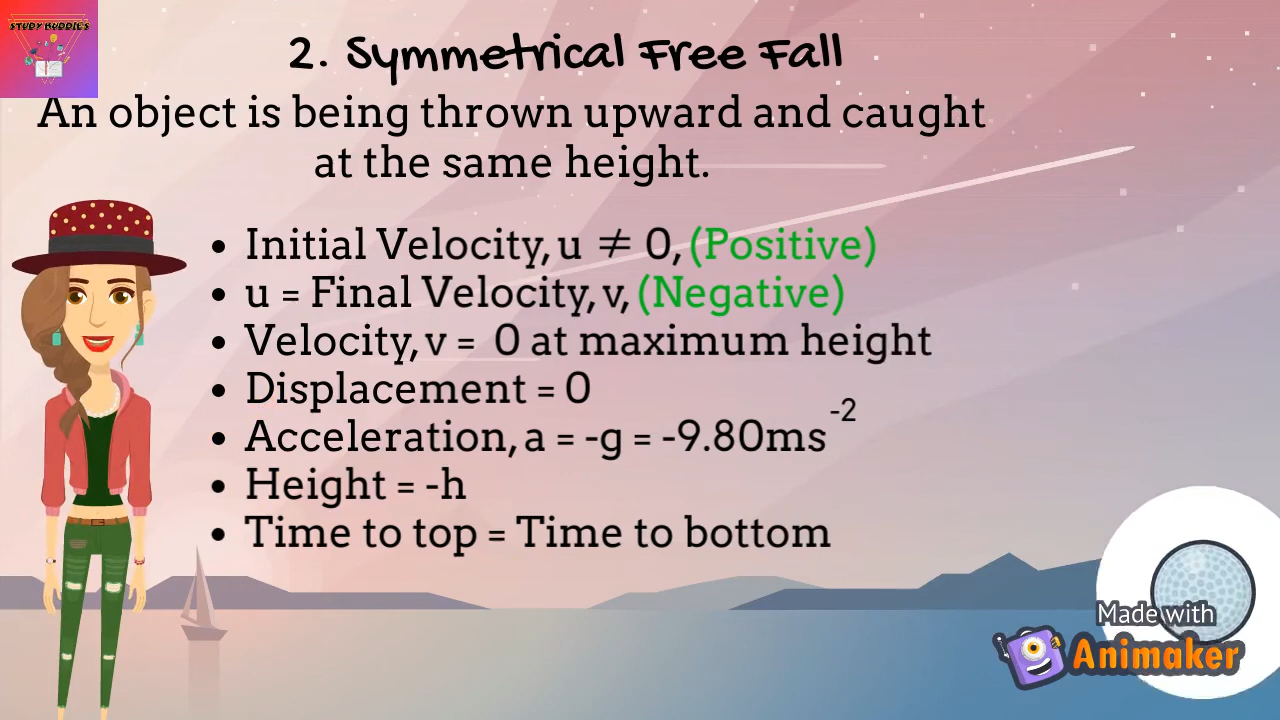 STUDY BUDDIES
2. Symmetrical Free Fall
An object is being thrown upward and caught
at the same height.
• Initial Velocity, u ≠ 0, (Positive)
• u = Final Velocity, v, (Negative)
• Velocity, v = 0 at maximum height
• Displacement = 0
• Acceleration, a = -g = -9.80ms⁻²
• Height = -h
• Time to top = Time to bottom
Made with
Animaker